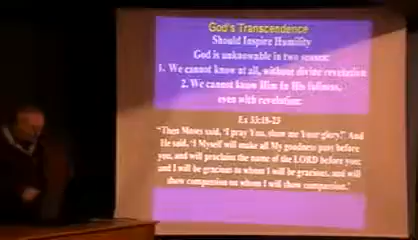 God's Transcendence
Should Inspire Humility
God is unknowable in two senses:
1. We cannot know at all, without divine revelation
2. We cannot know Him in His fullness,
even with revelation:
Ex 33:18-23
"Then Moses said, 'I pray You, show me Your glory!' And
He said, 'I Myself will make all My goodness pass before
you, and will proclaim the name of the LORD before you;
and I will be gracious to whom I will be gracious, and will
show compassion on whom I will show compassion.'